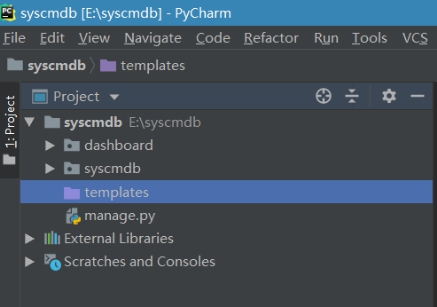 PC syscmdb [E:\syscmdb] - PyCharm
File Edit View Navigate Code Refactor Run Tools VCS
syscmdb templates
1: Project
Project
syscmdb E:\syscmdb
dashboard
syscmdb
templates
manage.py
External Libraries
Scratches and Consoles